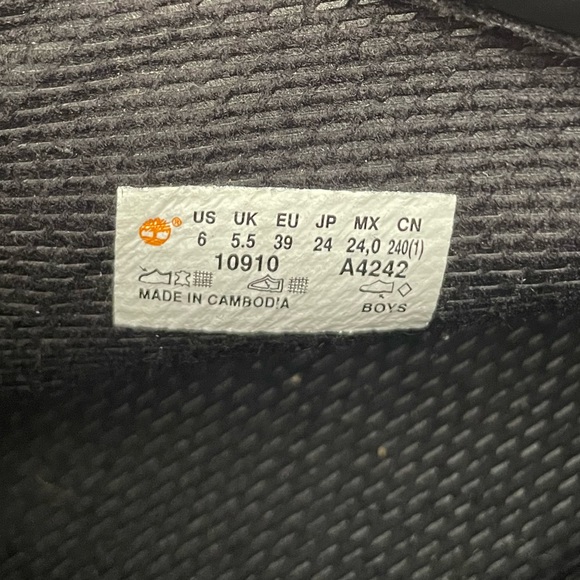 ® US UK EU JP MX CN
6 5.5 39 24 24,0 240(1)
10910 A4242
MADE IN CAMBODIA
BOYS